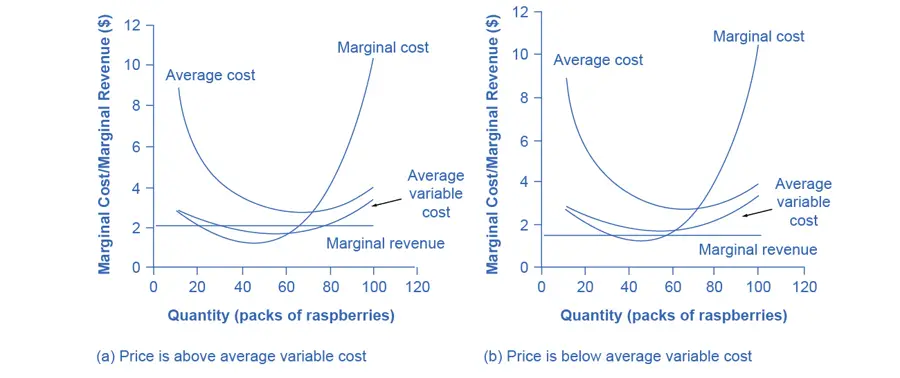 Marginal Cost/Marginal Revenue ($)
12
10
8
6
4
2
0
0 20 40 60 80 100 120
Average cost
Marginal cost
Average
variable
cost
Marginal revenue
Quantity (packs of raspberries)
(a) Price is above average variable cost
Marginal Cost/Marginal Revenue ($)
12
10
8
6
4
2
0
0 20 40 60 80 100 120
Average cost
Marginal cost
Average
variable
cost
Marginal revenue
Quantity (packs of raspberries)
(b) Price is below average variable cost